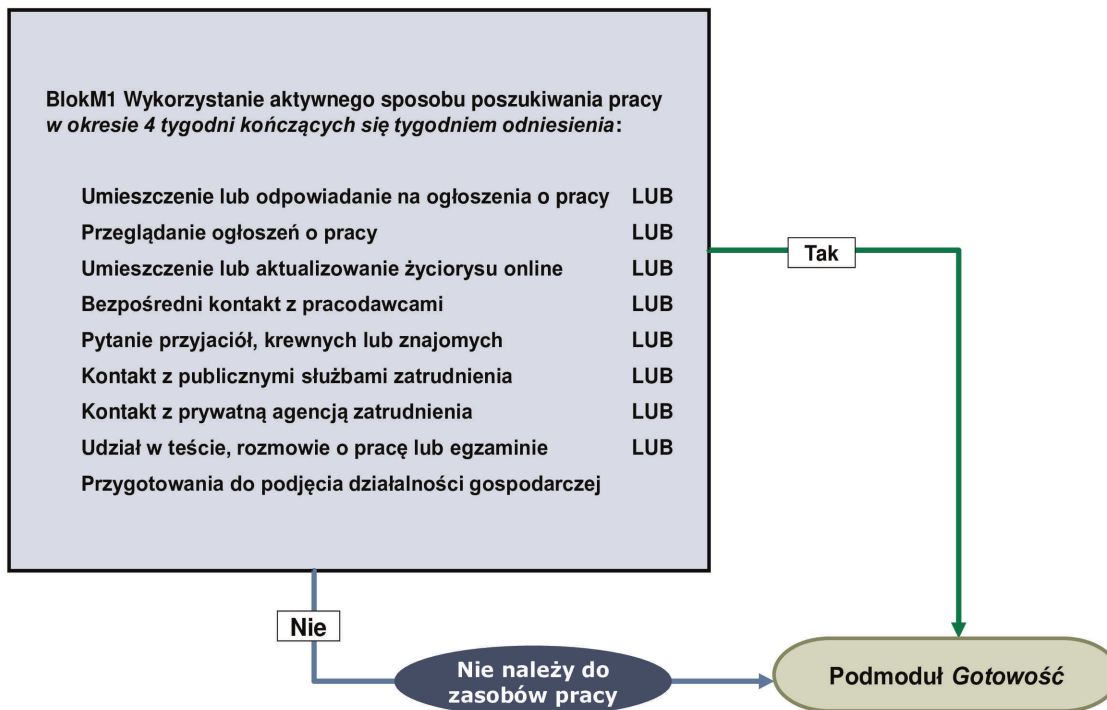 BlokM1 Wykorzystanie aktywnego sposobu poszukiwania pracy
w okresie 4 tygodni kończących się tygodniem odniesienia:
Umieszczenie lub odpowiadanie na ogłoszenia o pracy LUB
Przeglądanie ogłoszeń o pracy LUB
Umieszczenie lub aktualizowanie życiorysu online LUB
Bezpośredni kontakt z pracodawcami LUB
Pytanie przyjaciół, krewnych lub znajomych LUB
Kontakt z publicznymi służbami zatrudnienia LUB
Kontakt z prywatną agencją zatrudnienia LUB
Udział w teście, rozmowie o pracę lub egzaminie LUB
Przygotowania do podjęcia działalności gospodarczej
Tak
Nie
Nie należy do
zasobów pracy
Podmoduł Gotowość